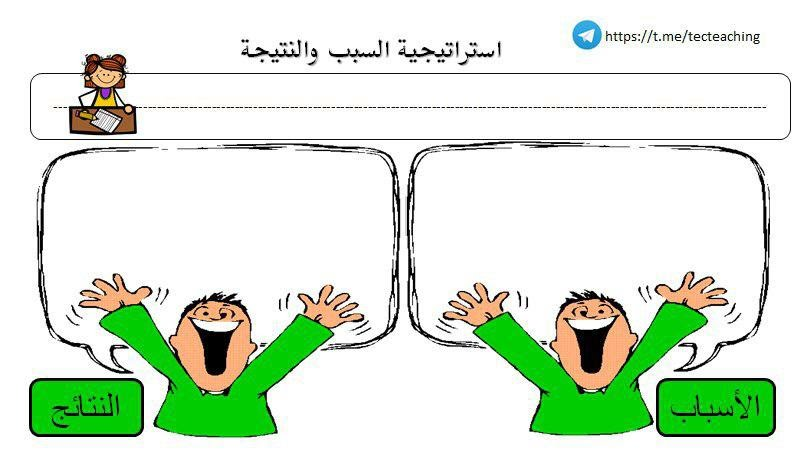 https://t.me/tecteaching
استراتيجية السبب والنتيجة
الأسباب
النتائج